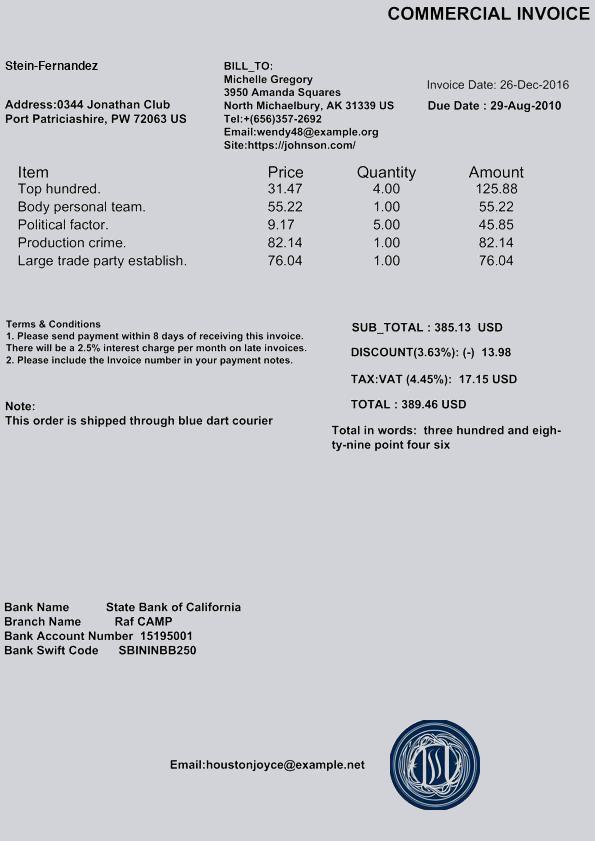 COMMERCIAL INVOICE
Stein-Fernandez
Address:0344 Jonathan Club
Port Patriciashire, PW 72063 US
BILL_TO:
Michelle Gregory
3950 Amanda Squares
North Michaelbury, AK 31339 US
Tel:+(656)357-2692
Email:wendy48@example.org
Site:https://johnson.com/
Invoice Date: 26-Dec-2016
Due Date : 29-Aug-2010
Item Price Quantity Amount
Top hundred. 31.47 4.00 125.88
Body personal team. 55.22 1.00 55.22
Political factor. 9.17 5.00 45.85
Production crime. 82.14 1.00 82.14
Large trade party establish. 76.04 1.00 76.04
Terms & Conditions
1. Please send payment within 8 days of receiving this invoice.
There will be a 2.5% interest charge per month on late invoices.
2. Please include the Invoice number in your payment notes.
Note:
This order is shipped through blue dart courier
SUB_TOTAL : 385.13 USD
DISCOUNT(3.63%): (-) 13.98
TAX:VAT (4.45%): 17.15 USD
TOTAL : 389.46 USD
Total in words: three hundred and eigh-
ty-nine point four six
Bank Name State Bank of California
Branch Name Raf CAMP
Bank Account Number 15195001
Bank Swift Code SBININBB250
Email:houstonjoyce@example.net